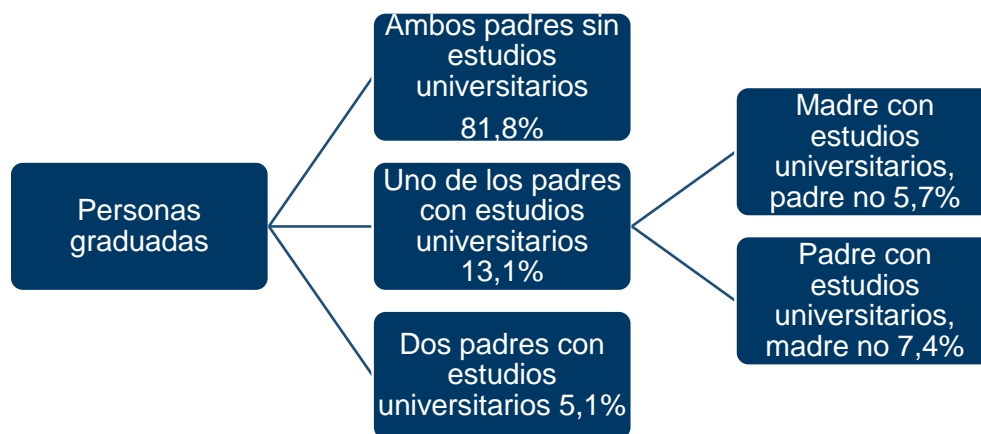 Ambos padres sin
estudios
universitarios
81,8%
Personas
graduadas
Uno de los padres
con estudios
universitarios
13,1%
Dos padres con
estudios
universitarios 5,1%
Madre con
estudios
universitarios,
padre no 5,7%
Padre con
estudios
universitarios,
madre no 7,4%